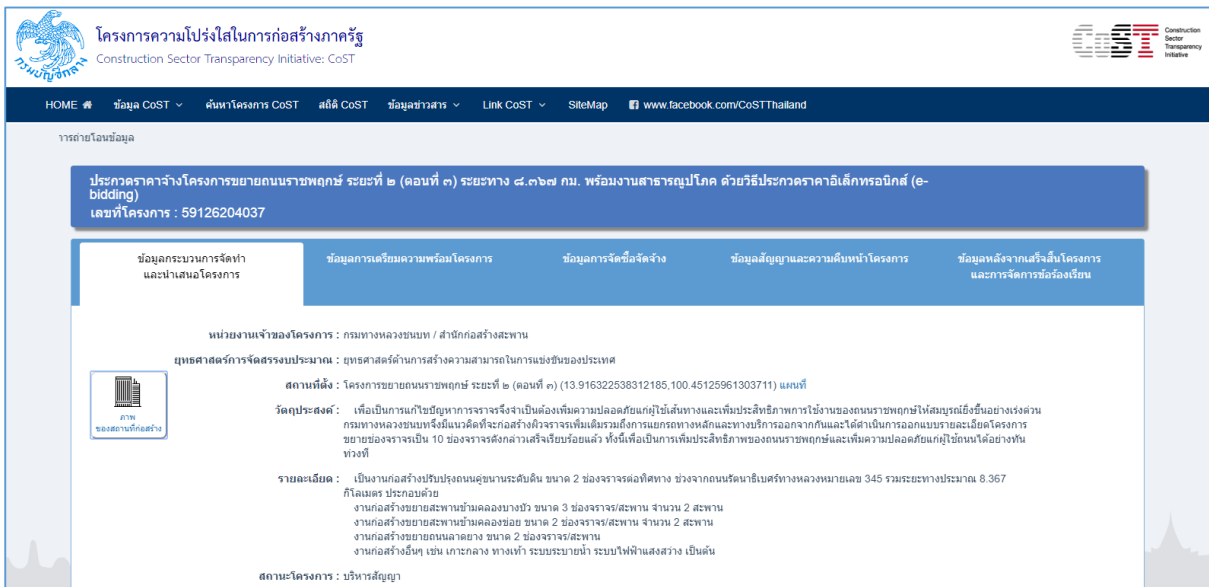 กรมบัญชีกลาง
โครงการความโปร่งใสในการก่อสร้างภาครัฐ
Construction Sector Transparency Initiative: CoST
CoST
Construction
Sector
Transparency
Initiative
HOME ข้อมูล CoST ค้นหาโครงการ CoST สถิติ CoST ข้อมูลข่าวสาร Link CoST SiteMap www.facebook.com/CoSTThailand
ารถ่ายโอนข้อมูล
ประกวดราคาจ้างโครงการขยายถนนราชพฤกษ์ ระยะที่ ๒ (ตอนที่ ๓) ระยะทาง ๘.๓๖๗ กม. พร้อมงานสาธารณูปโภค ด้วยวิธีประกวดราคาอิเล็กทรอนิกส์ (e-
bidding)
เลขที่โครงการ : 59126204037
ข้อมูลกระบวนการจัดทำ
และนำเสนอโครงการ
ข้อมูลการเตรียมความพร้อมโครงการ
ข้อมูลการจัดซื้อจัดจ้าง
ข้อมูลสัญญาและความคืบหน้าโครงการ
ข้อมูลหลังจากเสร็จสิ้นโครงการ
และการจัดการข้อร้องเรียน
ภาพ
ของสถานที่ก่อสร้าง
หน่วยงานเจ้าของโครงการ : กรมทางหลวงชนบท / สำนักก่อสร้างสะพาน
ยุทธศาสตร์การจัดสรรงบประมาณ : ยุทธศาสตร์ด้านการสร้างความสามารถในการแข่งขันของประเทศ
สถานที่ตั้ง : โครงการขยายถนนราชพฤกษ์ ระยะที่ ๒ (ตอนที่ ๓) (13.916322538312185,100.45125961303711) แผนที่
วัตถุประสงค์ : เพื่อเป็นการแก้ไขปัญหาการจราจรจึงจำเป็นต้องเพิ่มความปลอดภัยแก่ผู้ใช้เส้นทางและเพิ่มประสิทธิภาพการใช้งานของถนนราชพฤกษ์ให้สมบูรณ์ยิ่งขึ้นอย่างเร่งด่วน
กรมทางหลวงชนบทจึงมีแนวคิดที่จะก่อสร้างผิวจราจรเพิ่มเติมรวมถึงการแยกบริการออกจากทางหลักและทางบริการออกจากกันและได้ดำเนินการออกแบบรายละเอียดโครงการ
ขยายช่องจราจรเป็น 10 ช่องจราจรดังกล่าวเสร็จเรียบร้อยแล้ว ทั้งนี้เพื่อเป็นการเพิ่มประสิทธิภาพของถนนราชพฤกษ์และเพิ่มความปลอดภัยแก่ผู้ใช้ถนนได้อย่างทัน
ท่วงที
รายละเอียด : เป็นงานก่อสร้างปรับปรุงถนนคู่ขนานระดับดิน ขนาด 2 ช่องจราจรต่อทิศทาง ช่วงจากถนนรัตนาธิเบศร์ทางหลวงหมายเลข 345 รวมระยะทางประมาณ 8.367
กิโลเมตร ประกอบด้วย
งานก่อสร้างขยายสะพานข้ามคลองบางบัว ขนาด 3 ช่องจราจร/สะพาน จำนวน 2 สะพาน
งานก่อสร้างขยายสะพานข้ามคลองข่อย ขนาด 2 ช่องจราจร/สะพาน จำนวน 2 สะพาน
งานก่อสร้างขยายถนนลาดยาง ขนาด 2 ช่องจราจร/สะพาน
งานก่อสร้างอื่นๆ เช่น เกาะกลาง ทางเท้า ระบบระบายน้ำ ระบบไฟฟ้าแสงสว่าง เป็นต้น
สถานะโครงการ : บริหารสัญญา